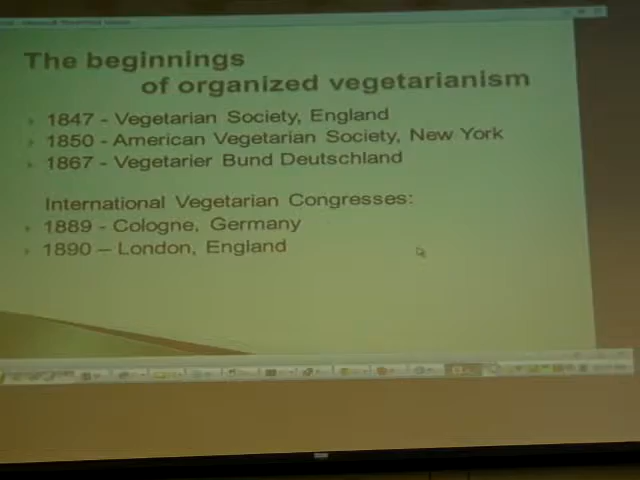 The beginnings
of organized vegetarianism
1847 - Vegetarian Society, England
1850 - American Vegetarian Society, New York
1867 - Vegetarier Bund Deutschland
International Vegetarian Congresses:
1889 - Cologne, Germany
1890 – London, England